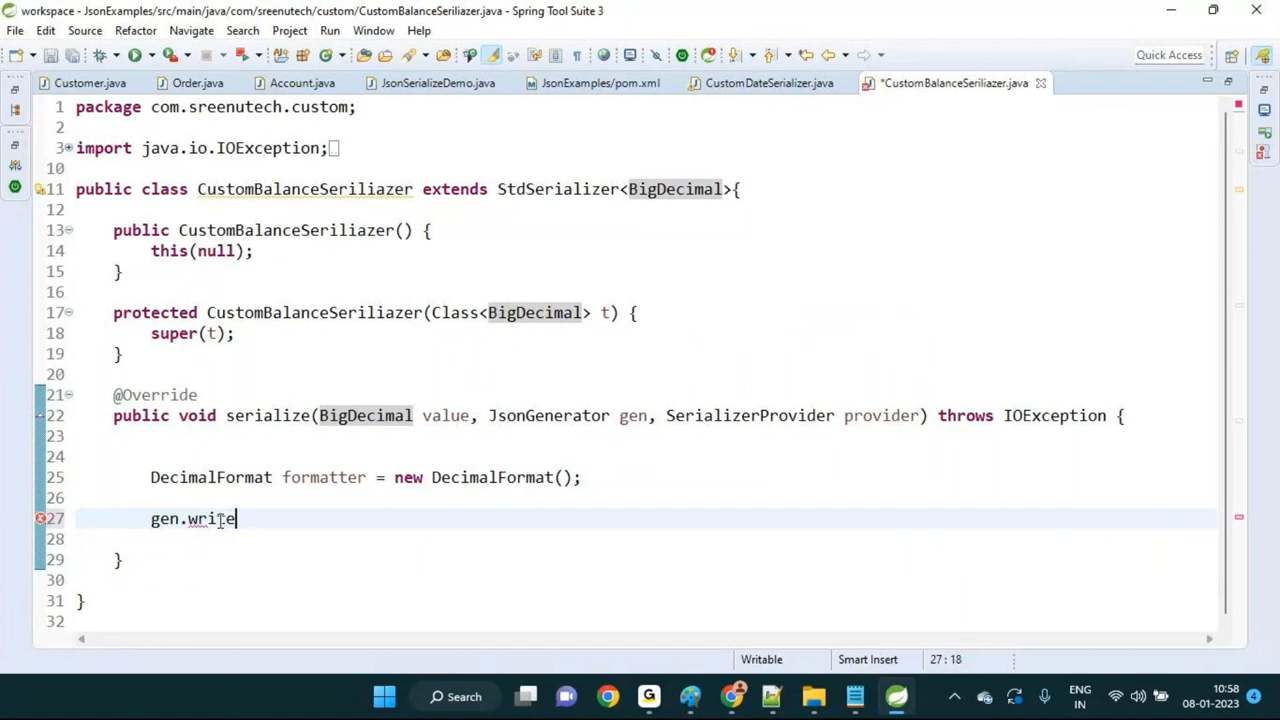 workspace - JsonExamples/src/main/java/com/sreenutech/custom/CustomBalanceSeriliazer.java - Spring Tool Suite 3
File Edit Source Refactor Navigate Search Project Run Window Help
Quick Access
Customer.java Order.java Account.java JsonSerializeDemo.java JsonExamples/pom.xml CustomDateSerializer.java *CustomBalanceSeriliazer.java
1 package com.sreenutech.custom;
2
3 import java.io.IOException;
10
11 public class CustomBalanceSeriliazer extends StdSerializer<BigDecimal>{
12
13 public CustomBalanceSeriliazer() {
14 this(null);
15 }
16
17 protected CustomBalanceSeriliazer(Class<BigDecimal> t) {
18 super(t);
19 }
20
21 @Override
22 public void serialize(BigDecimal value, JsonGenerator gen, SerializerProvider provider) throws IOException {
23
24
25 DecimalFormat formatter = new DecimalFormat();
26
27 gen.write
28
29 }
30
31 }
32
Writable Smart Insert 27 : 18
Search
ENG
IN
10:58
08-01-2023
4